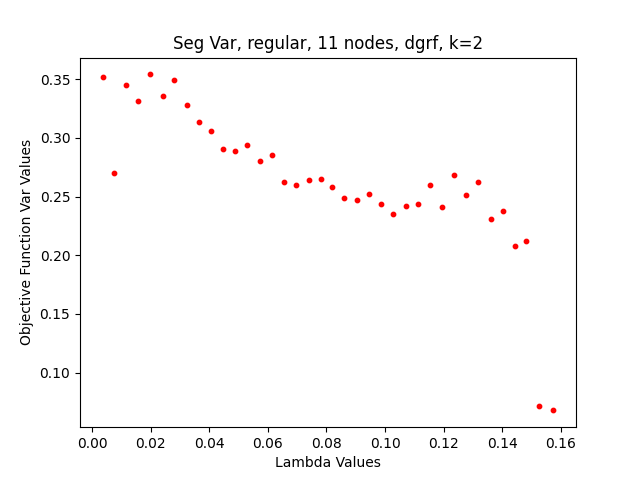 Seg Var, regular, 11 nodes, dgrf, k=2
0.35
0.30
0.25
0.20
0.15
0.10
Objective Function Var Values
0.00 0.02 0.04 0.06 0.08 0.10 0.12 0.14 0.16
Lambda Values